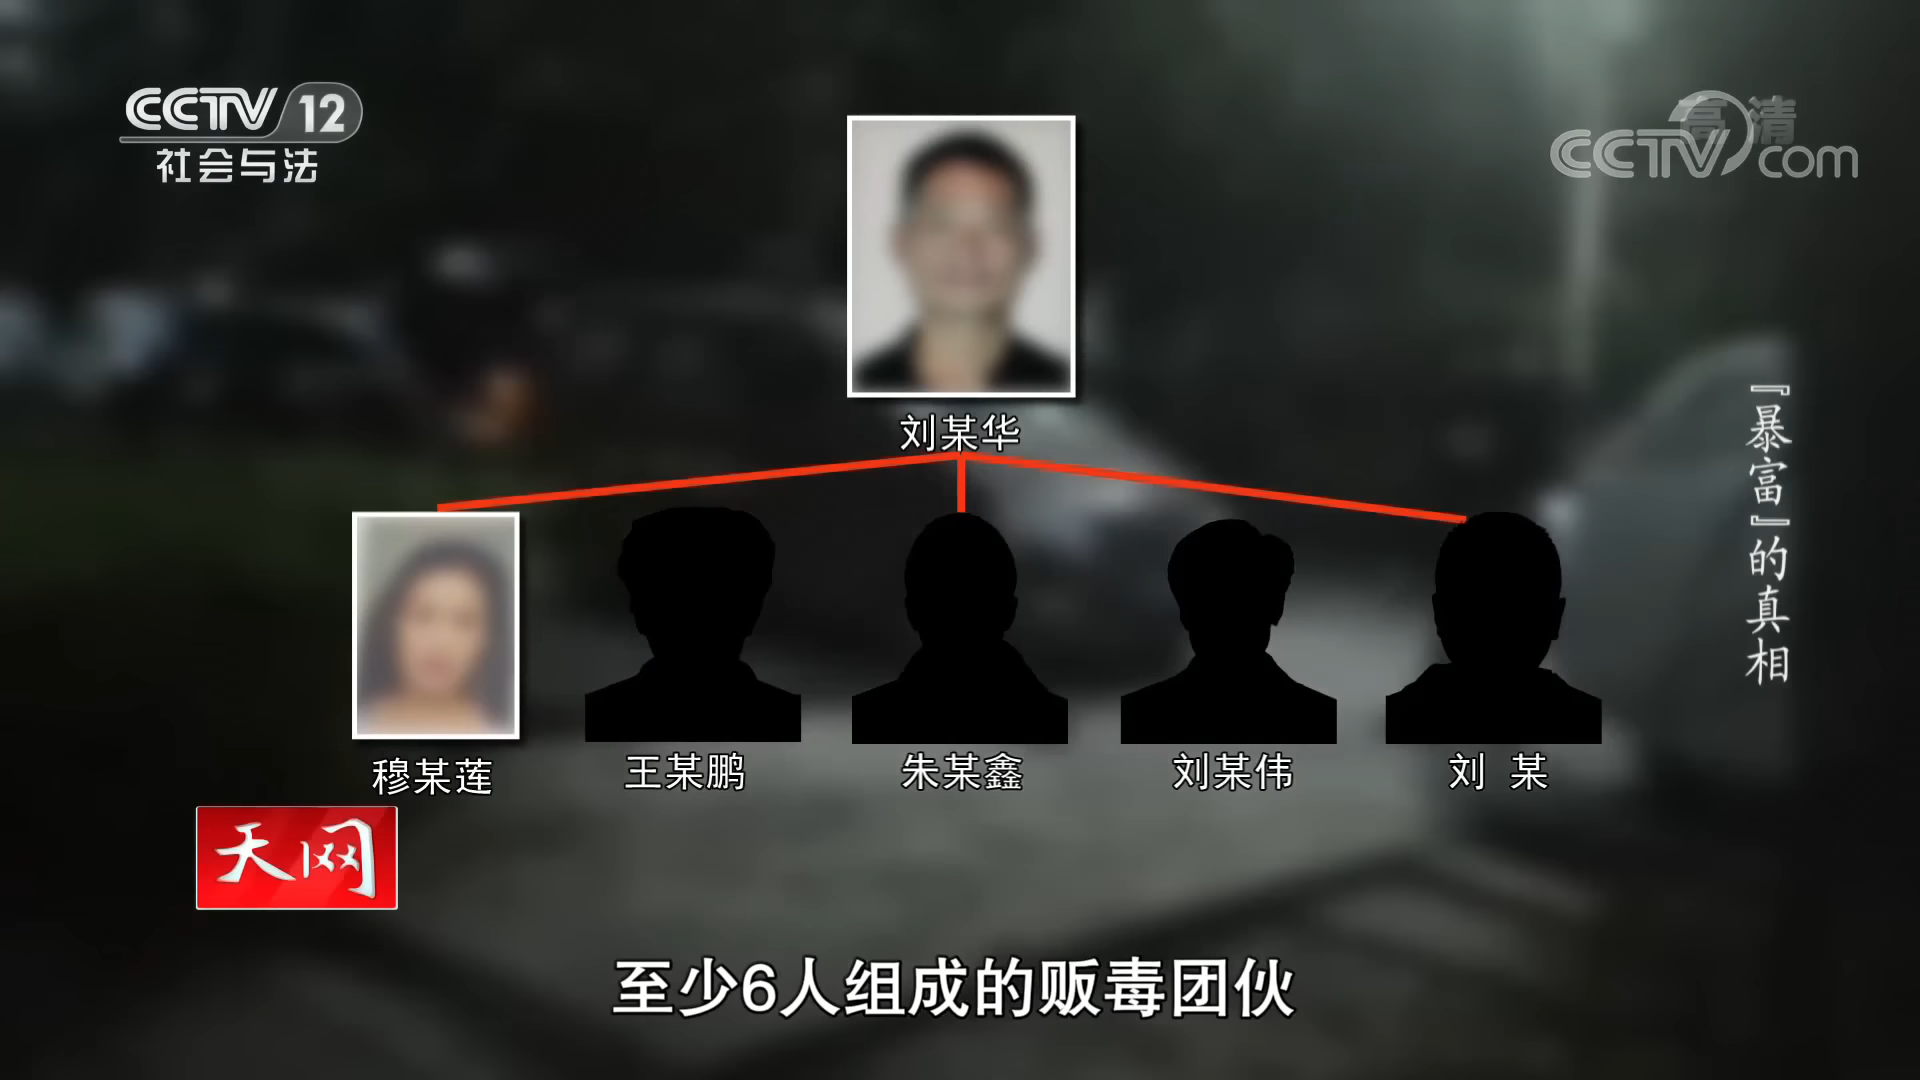 CCTV 12
社会与法
高清
CCTV com
刘某华
『暴富』的真相
穆某莲
王某鹏
朱某鑫
刘某伟
刘 某
天网
至少6人组成的贩毒团伙